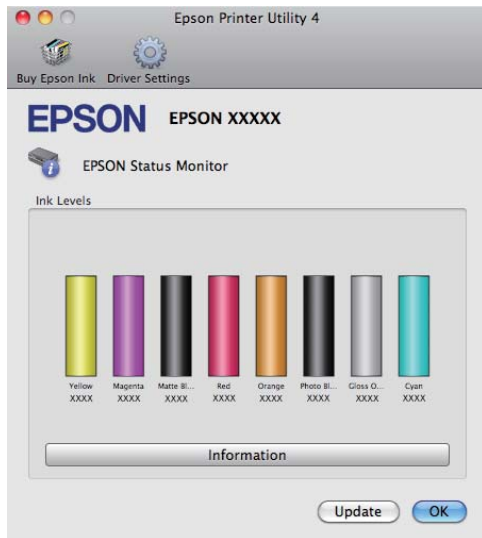 Epson Printer Utility 4
Buy Epson Ink Driver Settings
EPSON EPSON XXXXX
EPSON Status Monitor
Ink Levels
Yellow Magenta Matte Bl... Red Orange Photo Bl... Gloss O... Cyan
XXXX XXXX XXXX XXXX XXXX XXXX XXXX XXXX
Information
Update OK